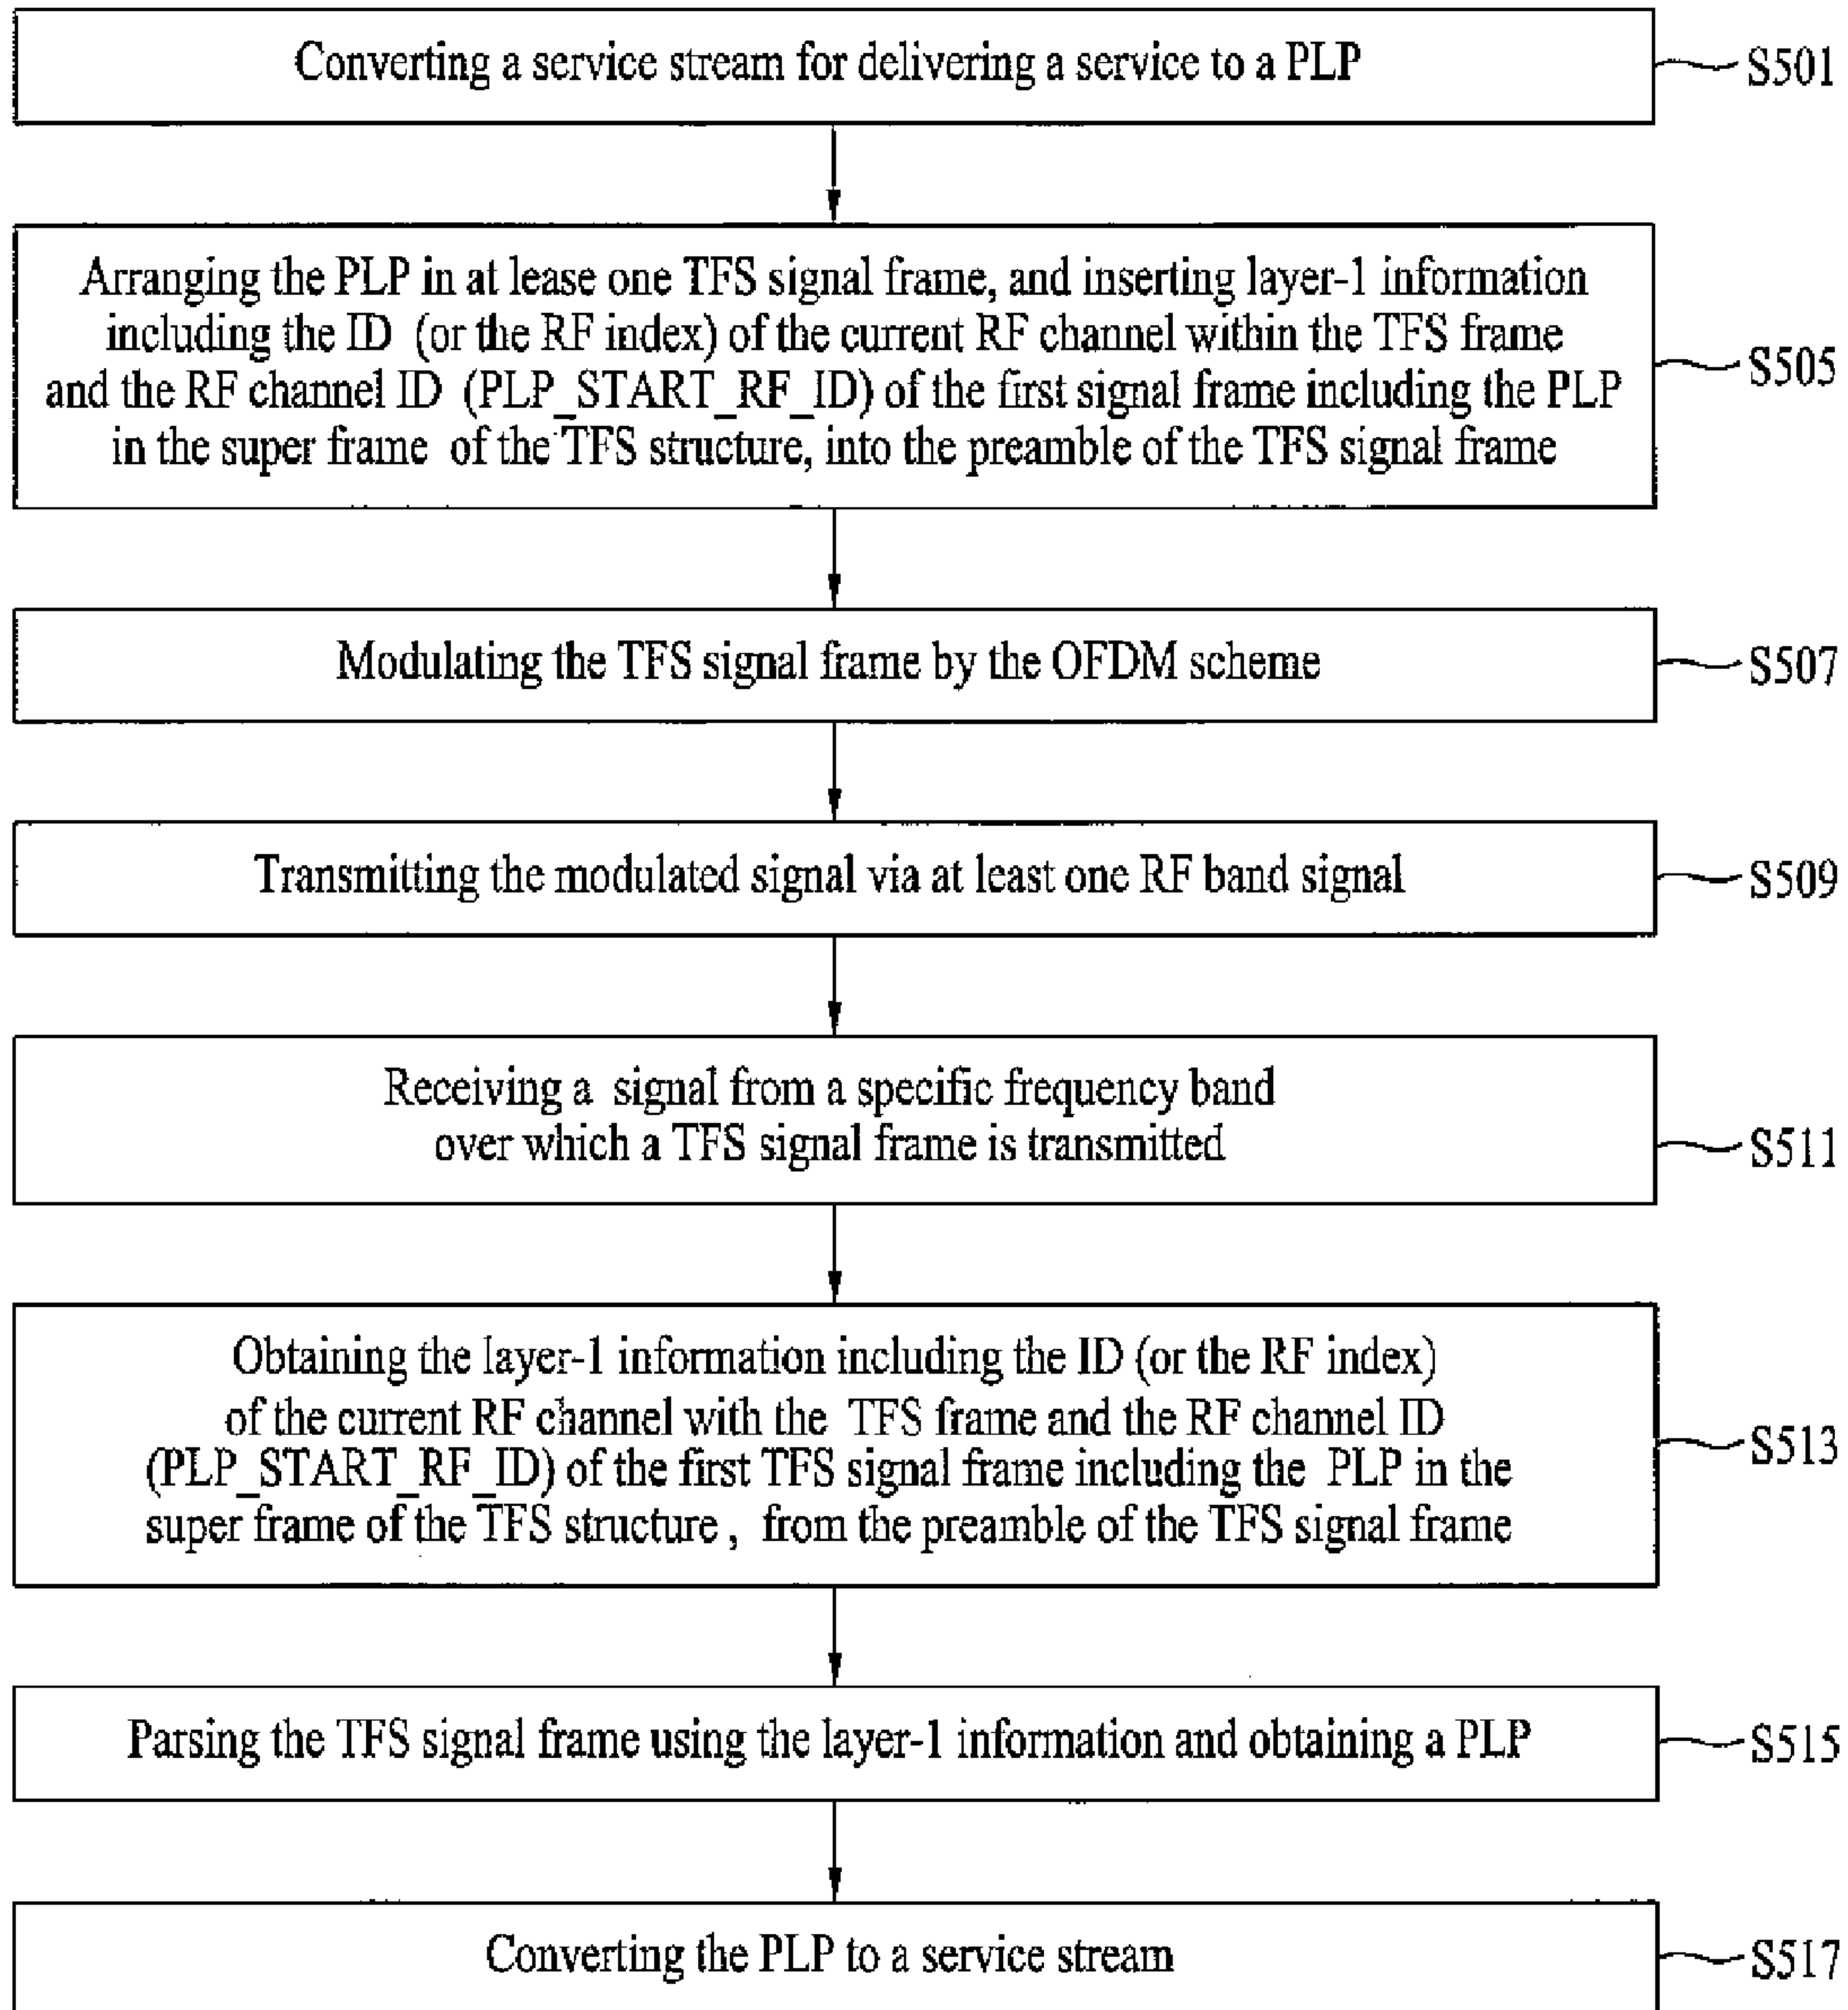 Converting a service stream for delivering a service to a PLP
S501
Arranging the PLP in at lease one TFS signal frame, and inserting layer-1 information
including the ID (or the RF index) of the current RF channel within the TFS frame
and the RF channel ID (PLP_START_RF_ID) of the first signal frame including the PLP
in the super frame of the TFS structure, into the preamble of the TFS signal frame
S505
Modulating the TFS signal frame by the OFDM scheme
S507
Transmitting the modulated signal via at least one RF band signal
S509
Receiving a signal from a specific frequency band
over which a TFS signal frame is transmitted
S511
Obtaining the layer-1 information including the ID (or the RF index)
of the current RF channel with the TFS frame and the RF channel ID
(PLP_START_RF_ID) of the first TFS signal frame including the PLP in the
super frame of the TFS structure , from the preamble of the TFS signal frame
S513
Parsing the TFS signal frame using the layer-1 information and obtaining a PLP
S515
Converting the PLP to a service stream
S517